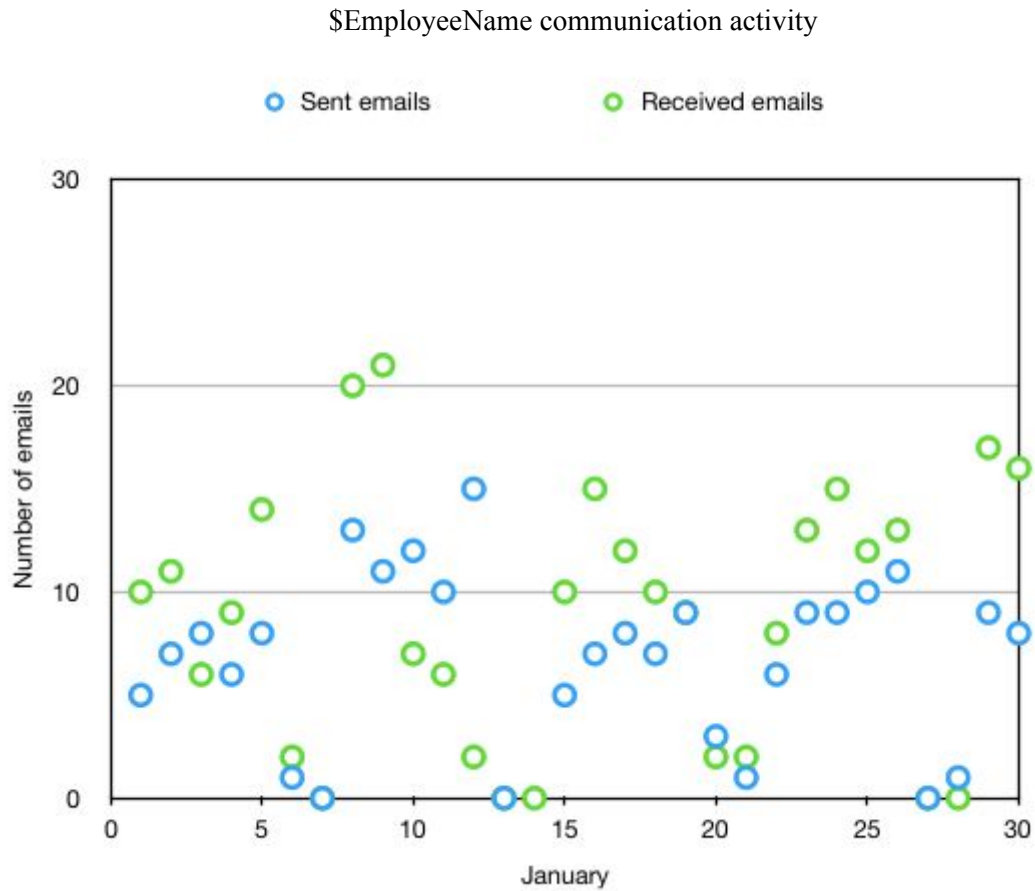 $EmployeeName communication activity
Sent emails
Received emails
30
20
10
0
Number of emails
0
5
10
15
20
25
30
January